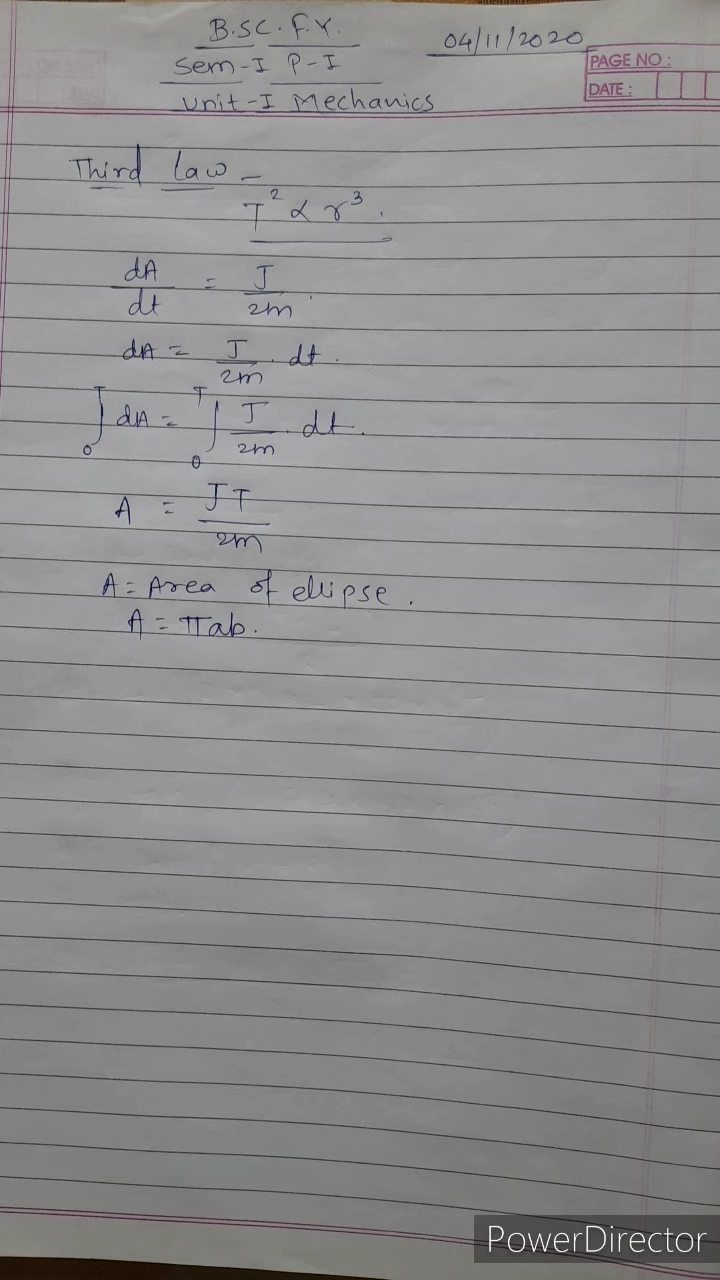 B.SC. F.Y.
04/11/2020
Sem-I P-I
PAGE NO :
DATE :
Unit-I Mechanics
Third law -
T² ∝ r³.
dA/dt = J/2m.
dA = J/2m . dt.
∫₀ᵀ dA = ∫₀ᵀ J/2m . dt.
A = JT/2m
A = Area of ellipse.
A = πab.
PowerDirector